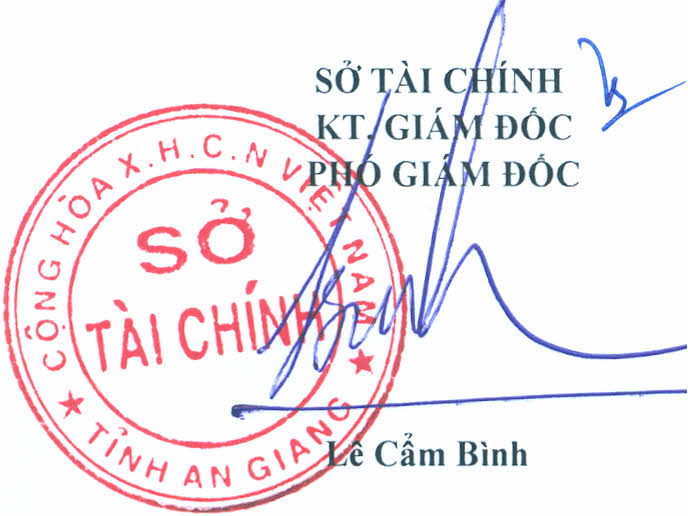 SỞ TÀI CHÍNH
KT. GIÁM ĐỐC
PHÓ GIÁM ĐỐC
CỘNG HÒA X.H.C.N VIỆT NAM
SỞ
TÀI CHÍNH
TỈNH AN GIANG
Lê Cẩm Bình